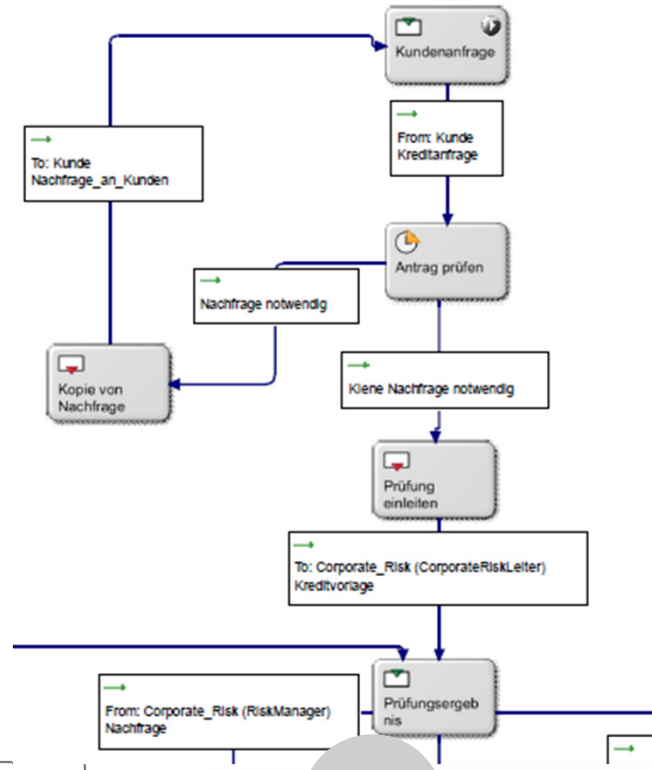 Kundenanfrage
From: Kunde
Kreditanfrage
To: Kunde
Nachfrage_an_Kunden
Antrag prüfen
Nachfrage notwendig
Kopie von
Nachfrage
Kiene Nachfrage notwendig
Prüfung
einleiten
To: Corporate_Risk (CorporateRiskLeiter)
Kreditvorlage
Prüfungsergeb
nis
From: Corporate_Risk (RiskManager)
Nachfrage